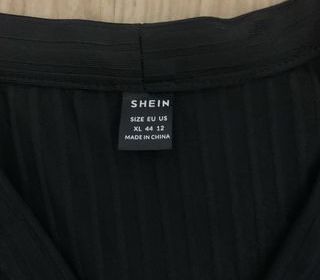 SHEIN
SIZE EU US
XL 44 12
MADE IN CHINA